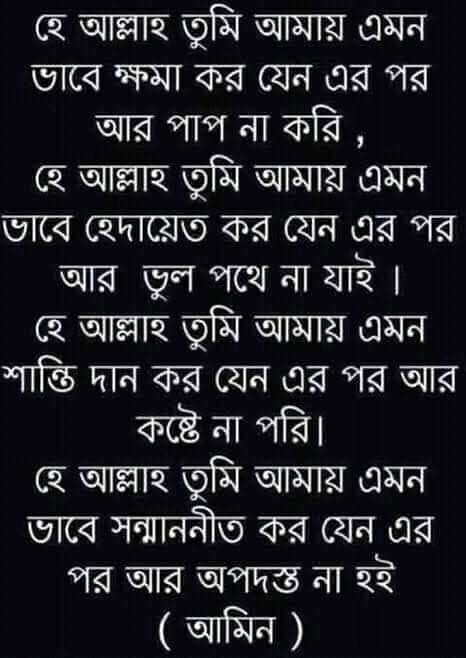 হে আল্লাহ তুমি আমায় এমন
ভাবে ক্ষমা কর যেন এর পর
আর পাপ না করি ,
হে আল্লাহ তুমি আমায় এমন
ভাবে হেদায়েত কর যেন এর পর
আর ভুল পথে না যাই ।
হে আল্লাহ তুমি আমায় এমন
শান্তি দান কর যেন এর পর আর
কষ্টে না পরি।
হে আল্লাহ তুমি আমায় এমন
ভাবে সন্মাননীত কর যেন এর
পর আর অপদস্ত না হই
( আমিন )